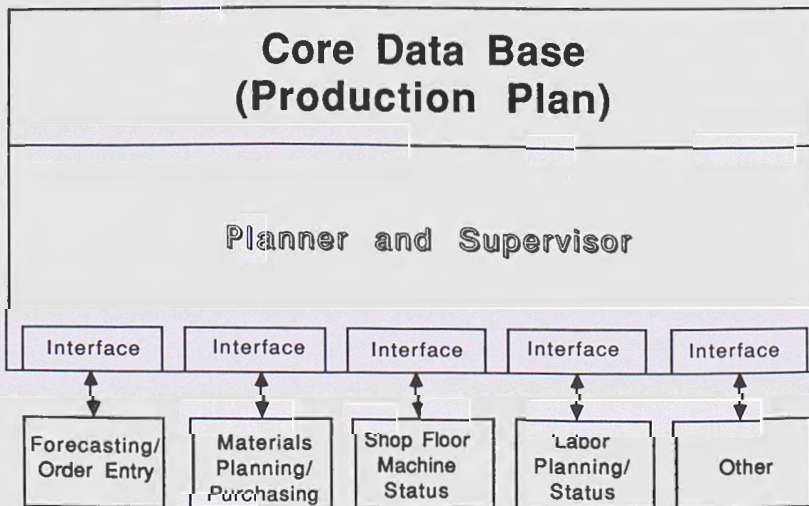 Core Data Base
(Production Plan)
Planner and Supervisor
Interface
Interface
Interface
Interface
Interface
Forecasting/
Order Entry
Materials
Planning/
Purchasing
Shop Floor
Machine
Status
Labor
Planning/
Status
Other